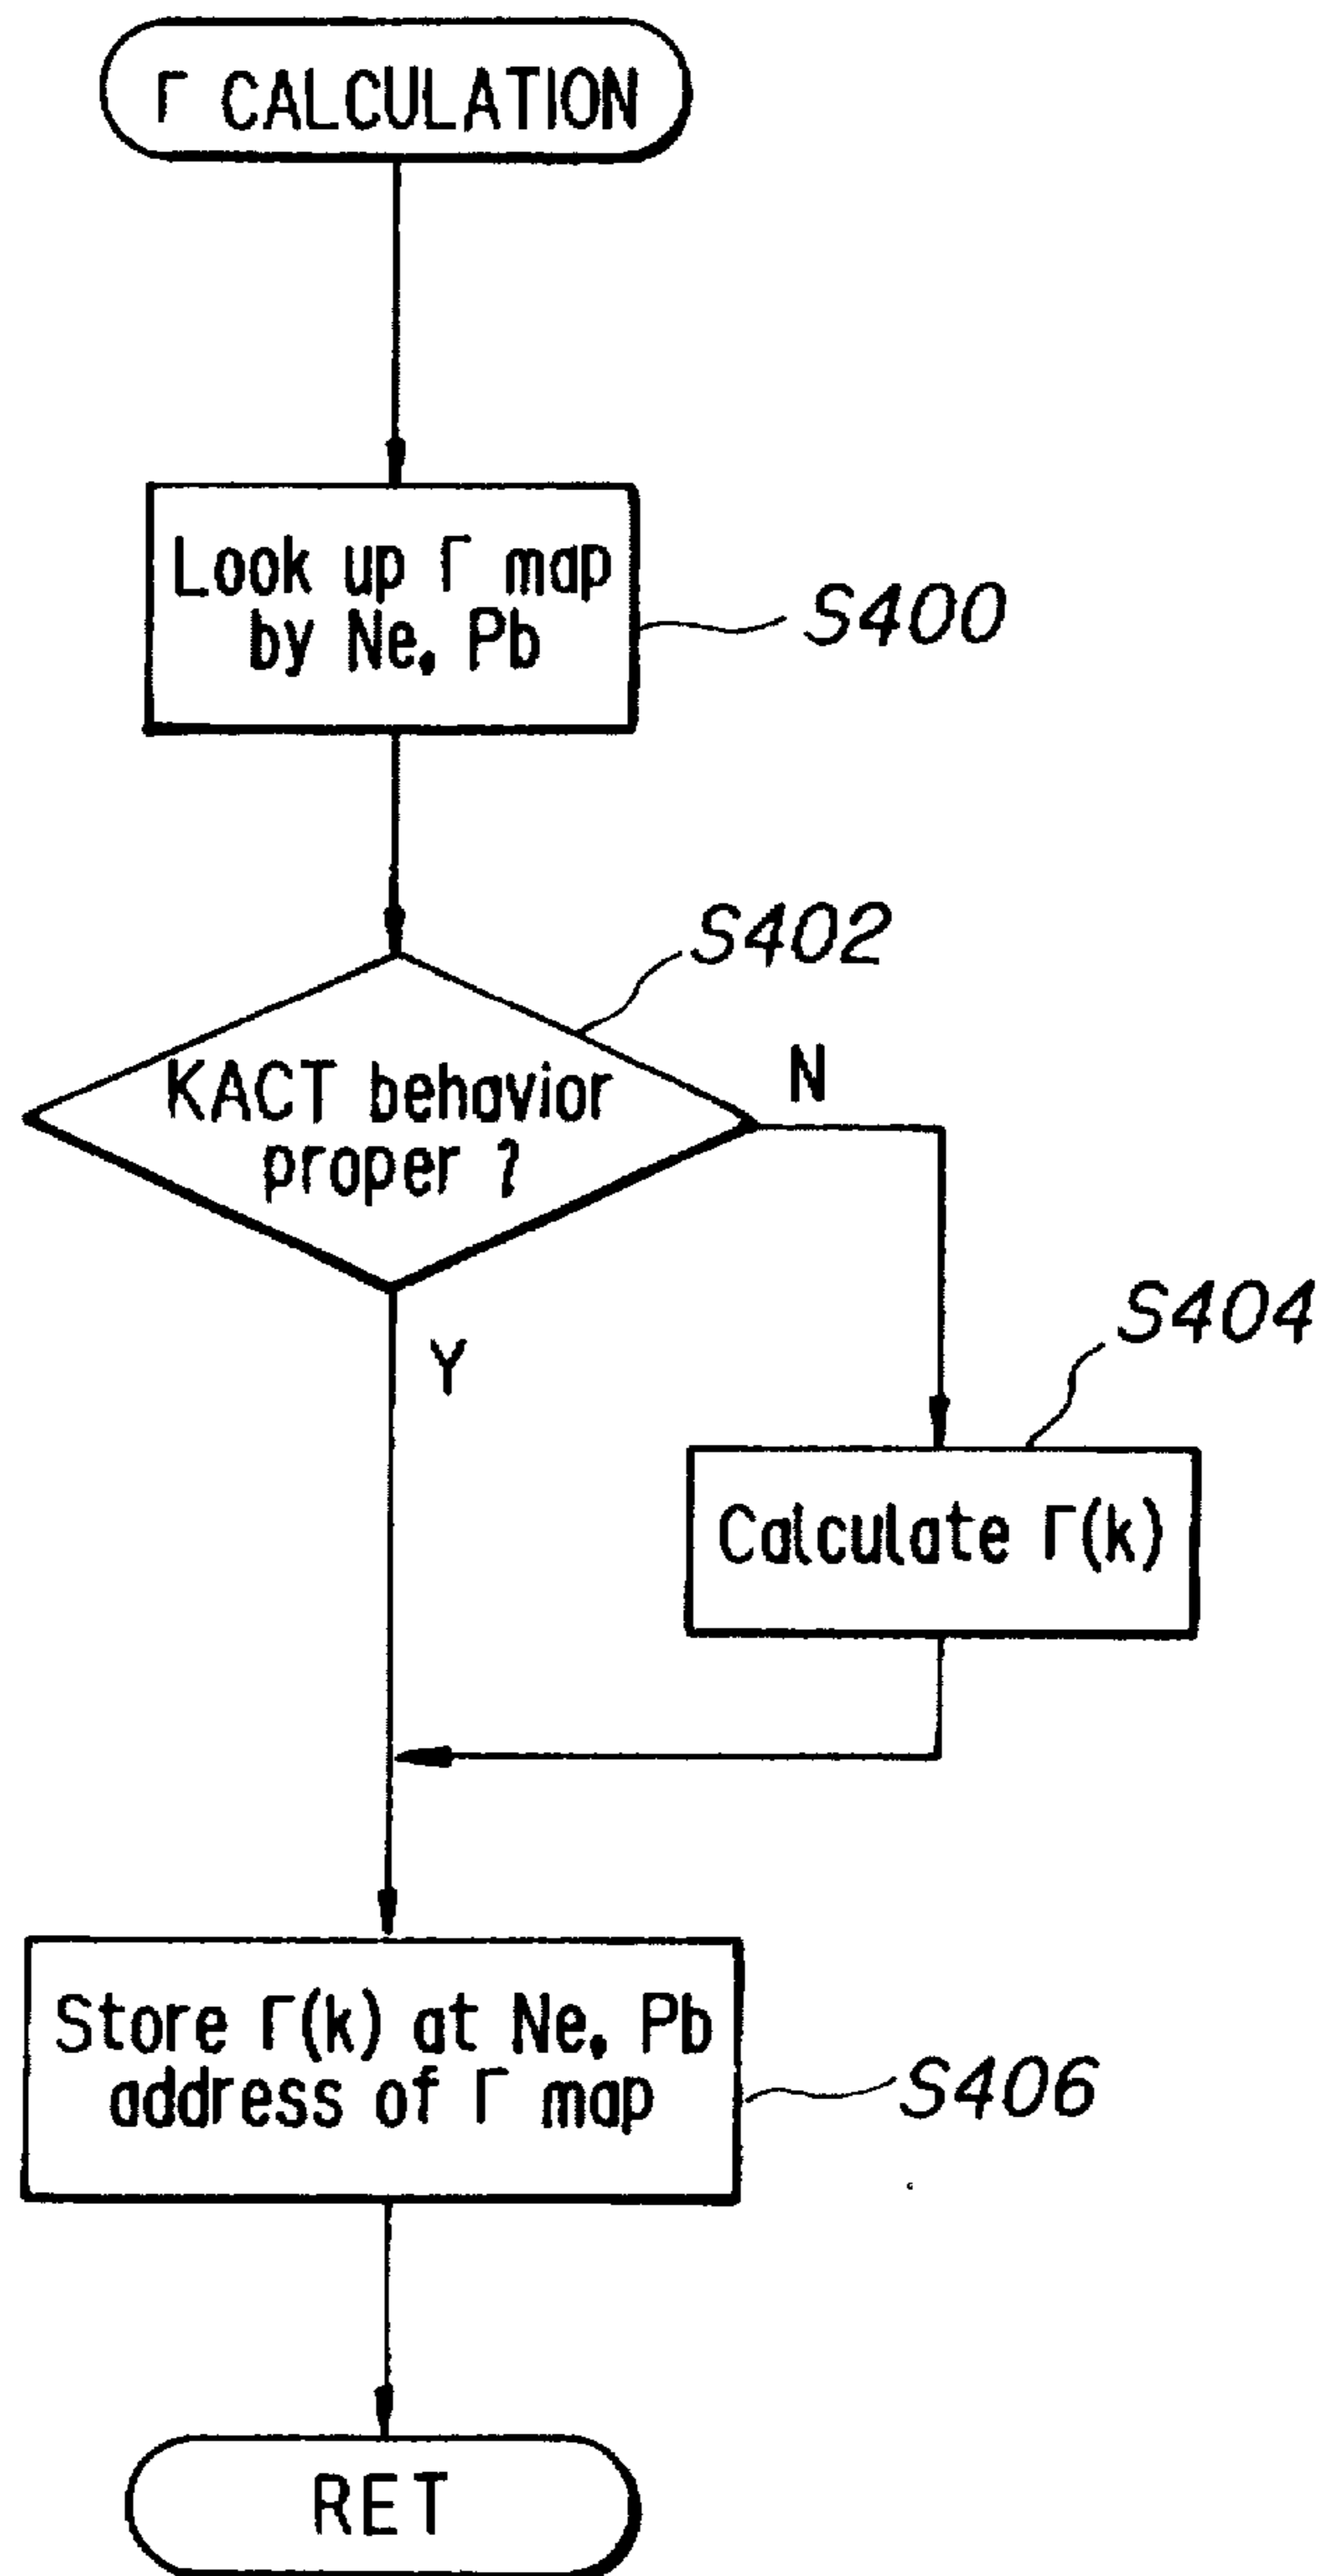 Γ CALCULATION
Look up Γ map
by Ne, Pb
S400
S402
KACT behavior
proper ?
N
Y
S404
Calculate Γ(k)
Store Γ(k) at Ne, Pb
address of Γ map
S406
RET